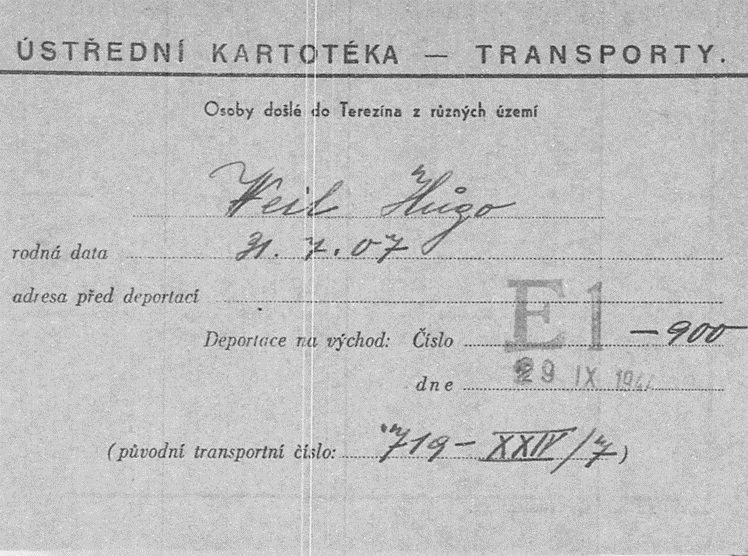 ÚSTŘEDNÍ KARTOTÉKA — TRANSPORTY.
Osoby došlé do Terezína z různých území
Weil Hugo
rodná data 31. 7. 07
adresa před deportací
Deportace na východ: Číslo E1 – 900
dne 29 IX 1944
(původní transportní číslo: 719 – XXIV/7)